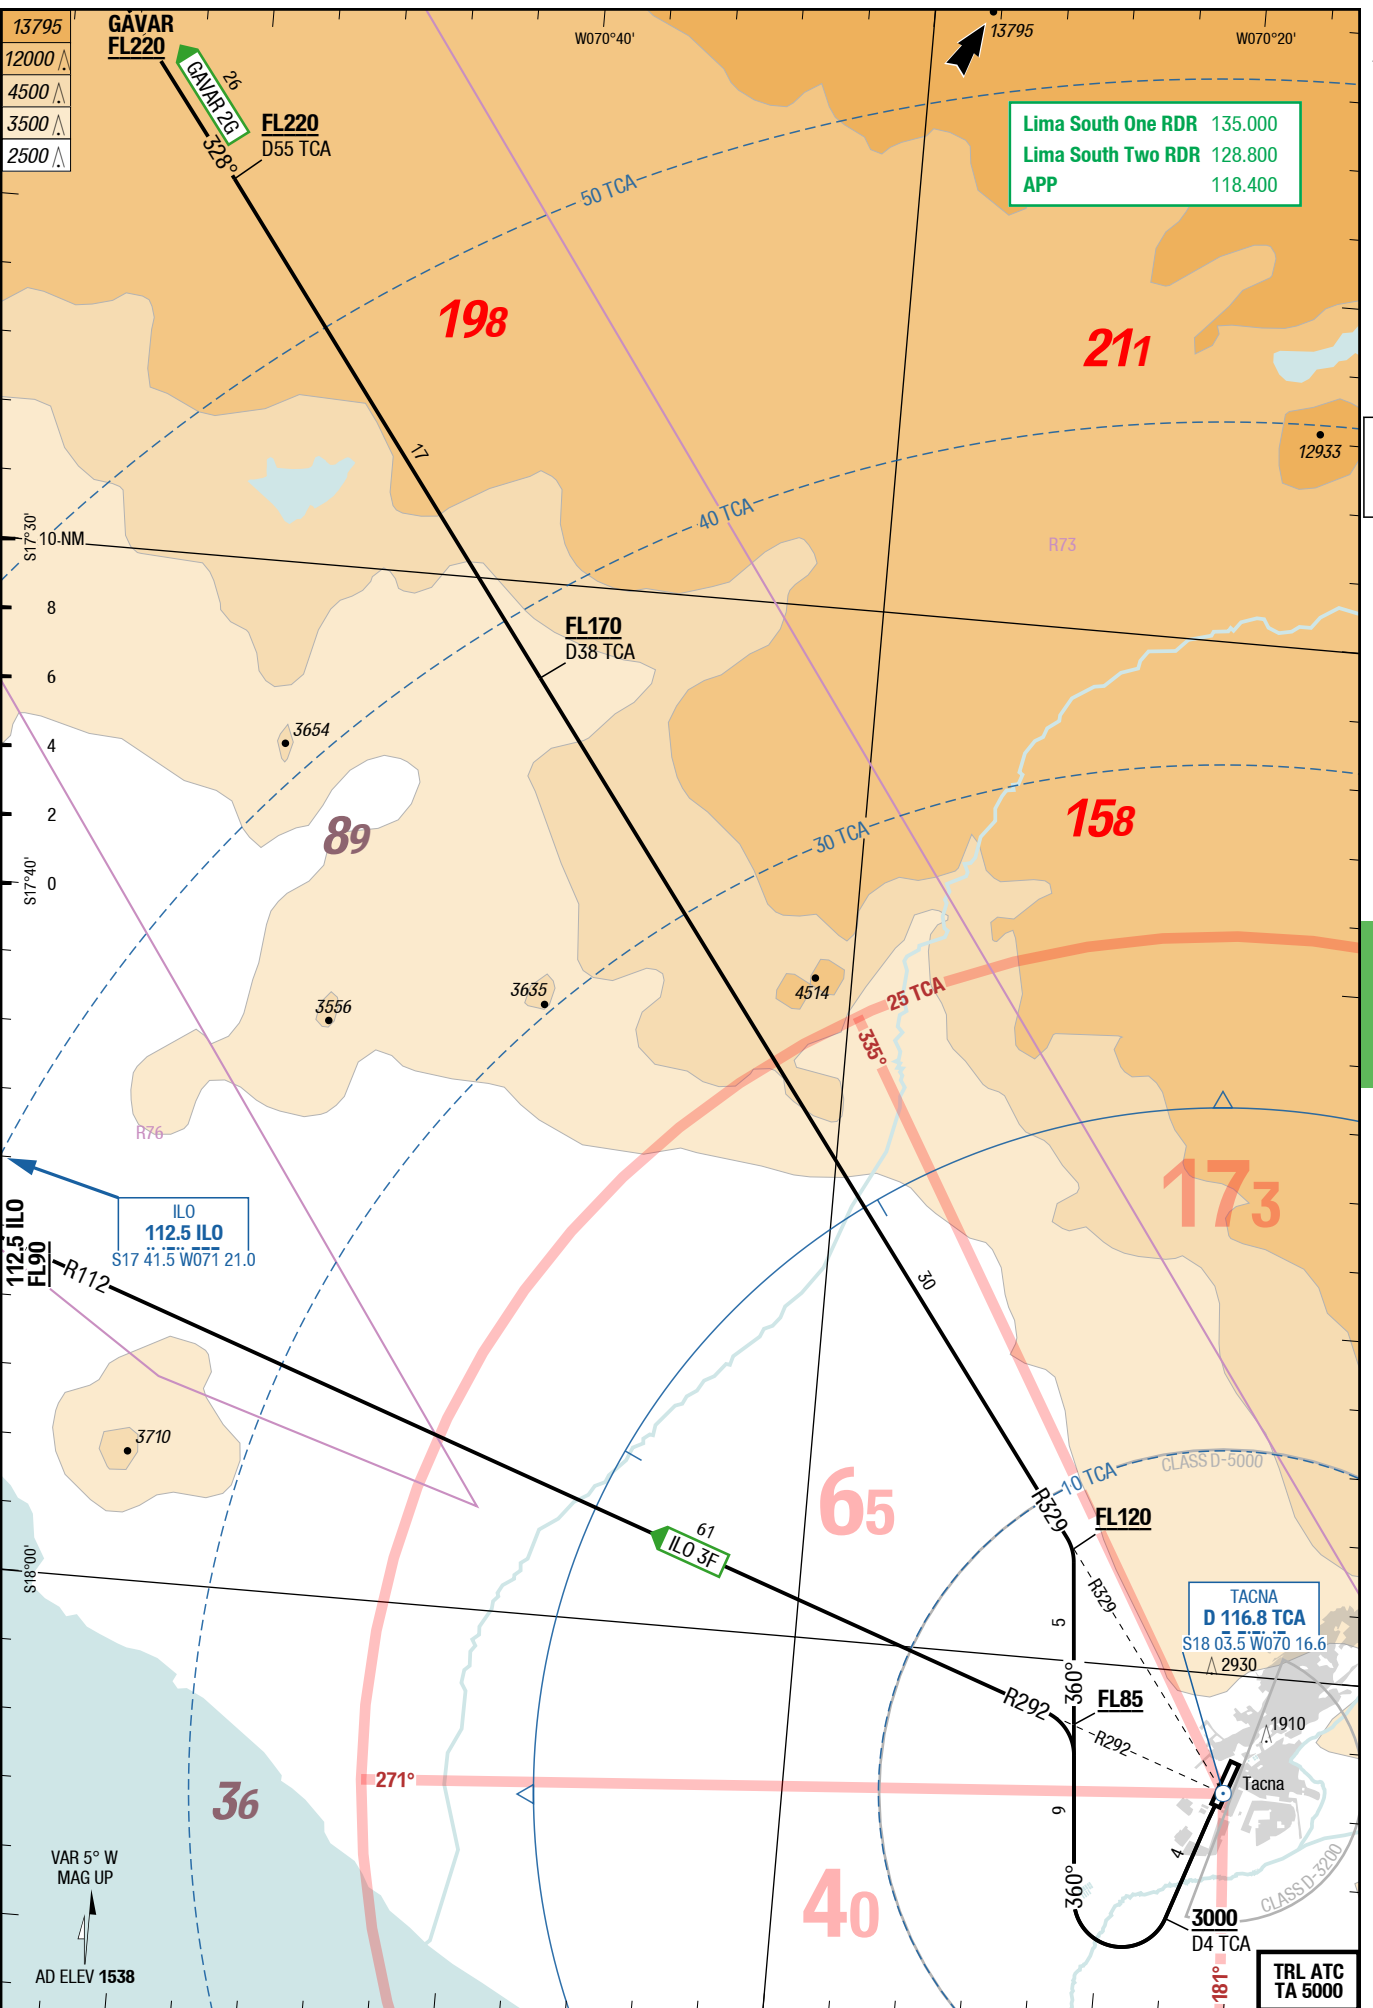 13795
12000
4500
3500
2500
GAVAR
FL220
26
GAVAR 2G
328°
FL220
D55 TCA
W070°40'
13795
W070°20'
Lima South One RDR 135.000
Lima South Two RDR 128.800
APP 118.400
50 TCA
198
211
12933
17
40 TCA
R73
S17°30'
10 NM
8
6
4
2
0
S17°40'
FL170
D38 TCA
3654
89
30 TCA
158
3635
3556
4514
25 TCA
335°
R76
173
ILO
112.5 ILO
S17 41.5 W071 21.0
112.5 ILO
FL90
R112
30
3710
65
10 TCA
CLASS D-5000
R329
FL120
61
ILO 3F
S18°00'
R329
5
TACNA
D 116.8 TCA
S18 03.5 W070 16.6
2930
360°
FL85
R292
R292
1910
271°
Tacna
36
9
4
360°
40
CLASS D-3200
3000
D4 TCA
VAR 5° W
MAG UP
AD ELEV 1538
181°
TRL ATC
TA 5000